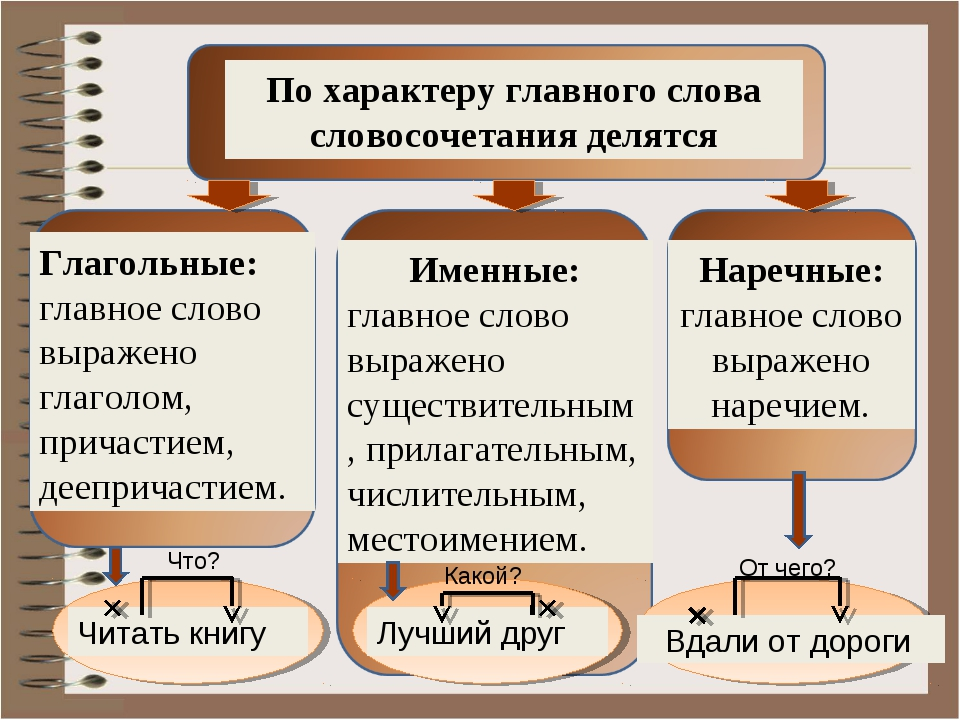 По характеру главного слова
словосочетания делятся
Глагольные:
главное слово
выражено
глаголом,
причастием,
деепричастием.
Что?
Читать книгу
Именные:
главное слово
выражено
существительным
, прилагательным,
числительным,
местоимением.
Какой?
Лучший друг
Наречные:
главное слово
выражено
наречием.
От чего?
Вдали от дороги